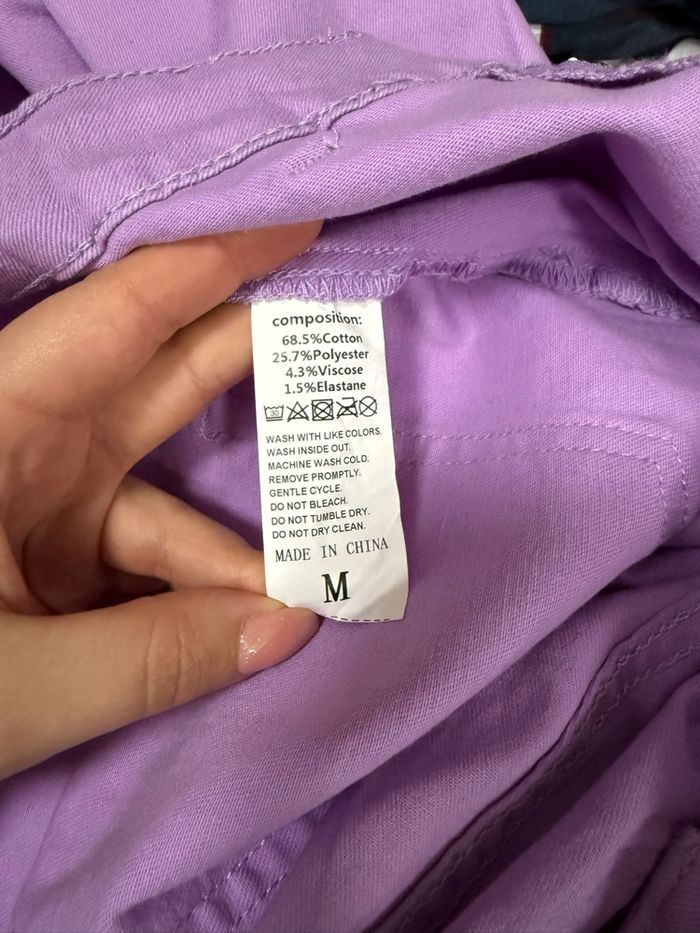 composition:
68.5%Cotton
25.7%Polyester
4.3%Viscose
1.5%Elastane
30
WASH WITH LIKE COLORS.
WASH INSIDE OUT.
MACHINE WASH COLD.
REMOVE PROMPTLY.
GENTLE CYCLE.
DO NOT BLEACH.
DO NOT TUMBLE DRY.
DO NOT DRY CLEAN.
MADE IN CHINA
M